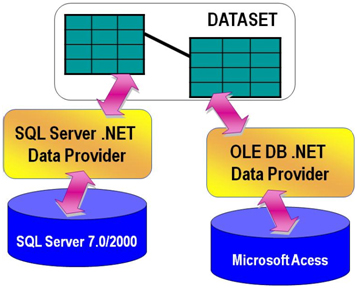 DATASET
SQL Server .NET
Data Provider
OLE DB .NET
Data Provider
SQL Server 7.0/2000
Microsoft Acess